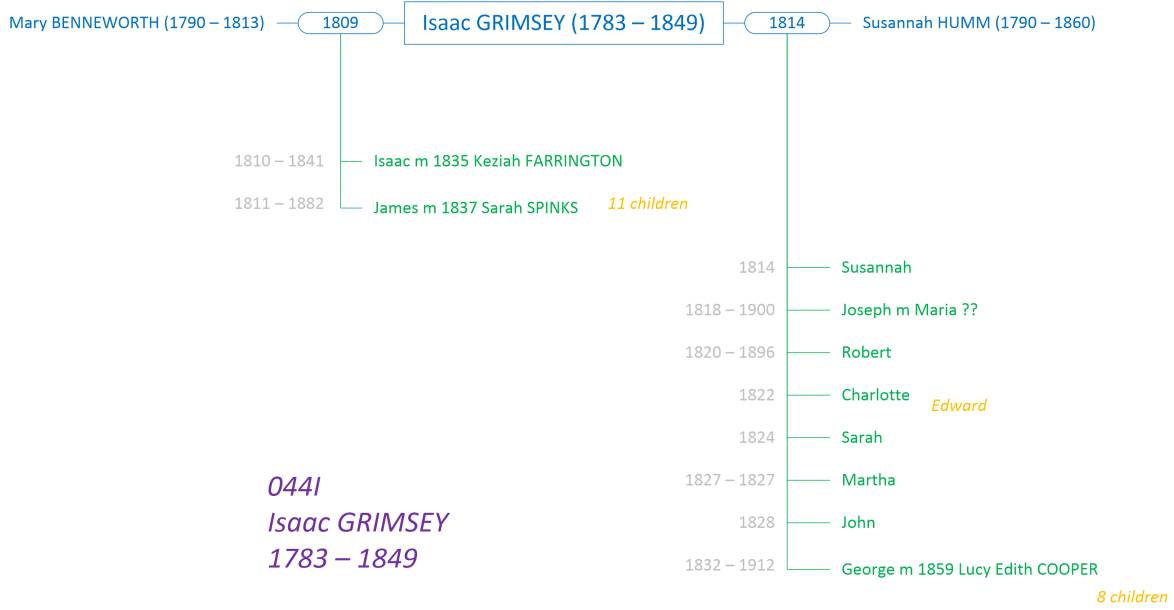 Mary BENNEWORTH (1790 – 1813) 1809 Isaac GRIMSEY (1783 – 1849) 1814 Susannah HUMM (1790 – 1860)
1810 – 1841 Isaac m 1835 Keziah FARRINGTON
1811 – 1882 James m 1837 Sarah SPINKS 11 children
1814 Susannah
1818 – 1900 Joseph m Maria ??
1820 – 1896 Robert
1822 Charlotte Edward
1824 Sarah
1827 – 1827 Martha
1828 John
1832 – 1912 George m 1859 Lucy Edith COOPER
8 children
044I
Isaac GRIMSEY
1783 – 1849